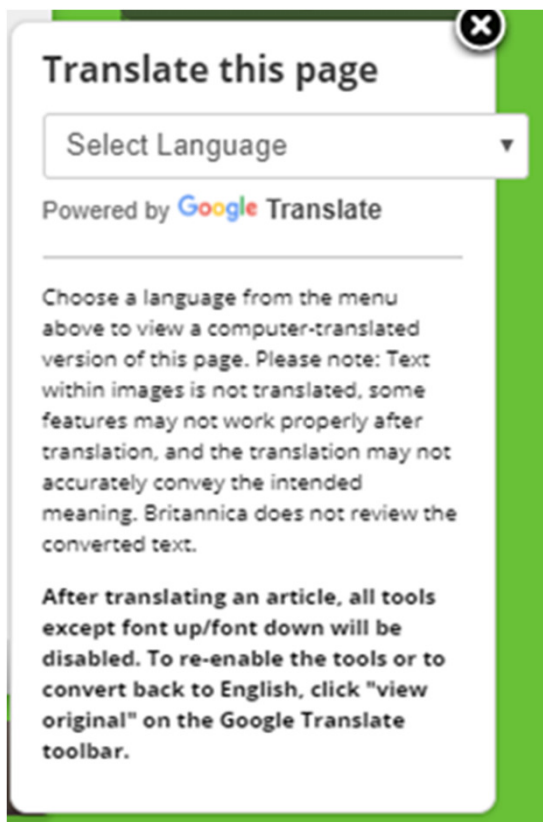 Translate this page
Select Language
Powered by Google Translate
Choose a language from the menu
above to view a computer-translated
version of this page. Please note: Text
within images is not translated, some
features may not work properly after
translation, and the translation may not
accurately convey the intended
meaning. Britannica does not review the
converted text.
After translating an article, all tools
except font up/font down will be
disabled. To re-enable the tools or to
convert back to English, click "view
original" on the Google Translate
toolbar.